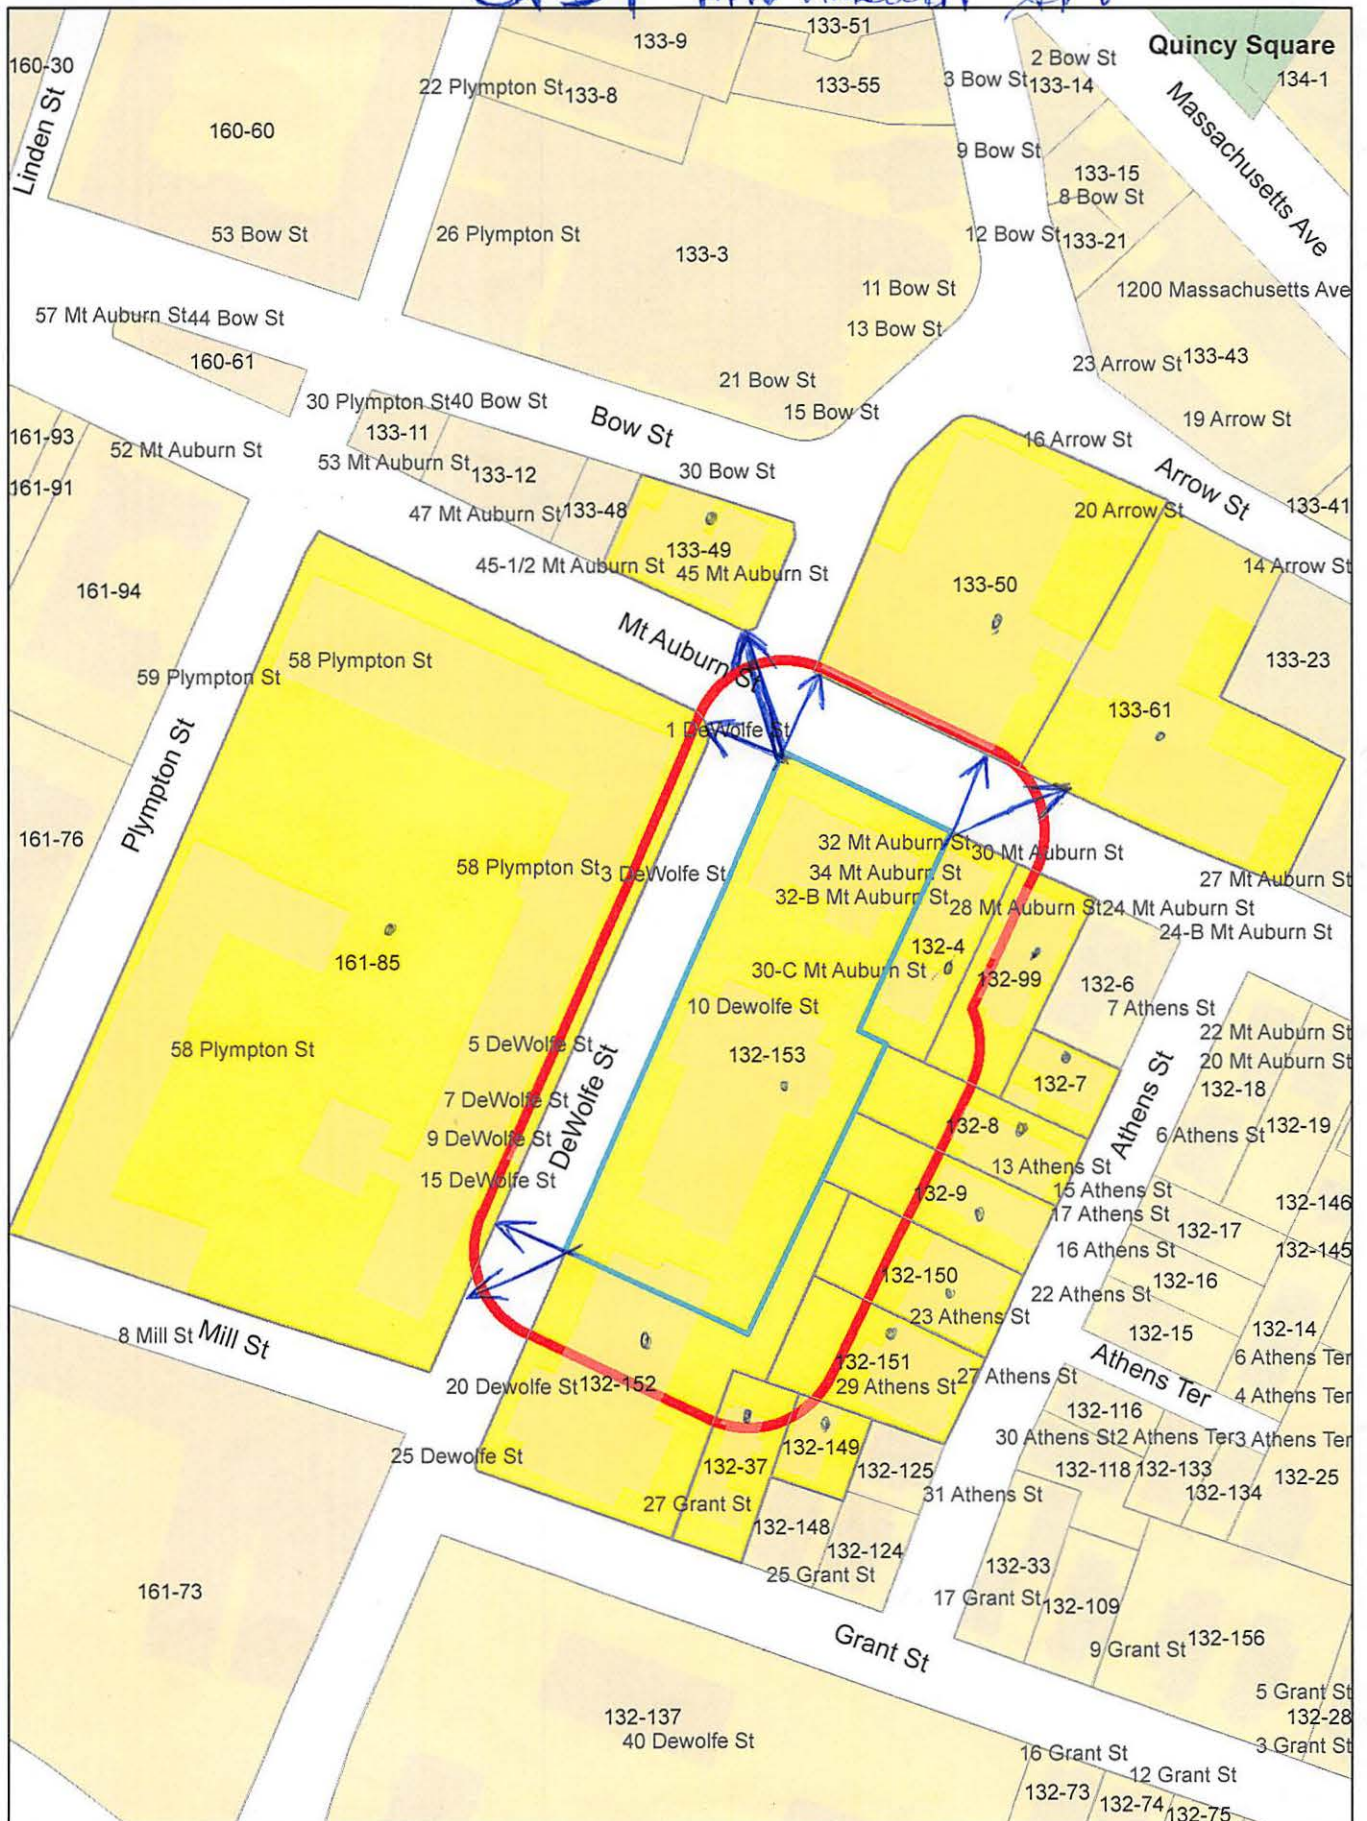 133-9
133-51
Quincy Square
160-30
2 Bow St
22 Plympton St
133-8
133-55
3 Bow St
133-14
134-1
Linden St
160-60
Massachusetts Ave
9 Bow St
133-15
8 Bow St
53 Bow St
26 Plympton St
133-3
12 Bow St
133-21
11 Bow St
1200 Massachusetts Ave
57 Mt Auburn St
44 Bow St
13 Bow St
160-61
23 Arrow St
133-43
21 Bow St
30 Plympton St
40 Bow St
15 Bow St
19 Arrow St
133-11
Bow St
161-93
52 Mt Auburn St
16 Arrow St
53 Mt Auburn St
133-12
30 Bow St
Arrow St
161-91
47 Mt Auburn St
133-48
20 Arrow St
133-41
133-49
45-1/2 Mt Auburn St
45 Mt Auburn St
14 Arrow St
161-94
133-50
Mt Auburn St
58 Plympton St
133-23
59 Plympton St
133-61
1 DeWolfe St
Plympton St
161-76
32 Mt Auburn St
30 Mt Auburn St
58 Plympton St
3 DeWolfe St
34 Mt Auburn St
27 Mt Auburn St
32-B Mt Auburn St
28 Mt Auburn St
24 Mt Auburn St
24-B Mt Auburn St
132-4
161-85
30-C Mt Auburn St
132-99
132-6
10 Dewolfe St
7 Athens St
22 Mt Auburn St
58 Plympton St
5 DeWolfe St
132-153
20 Mt Auburn St
132-7
132-18
7 DeWolfe St
DeWolfe St
Athens St
132-8
132-19
9 DeWolfe St
6 Athens St
13 Athens St
15 DeWolfe St
132-9
15 Athens St
132-146
17 Athens St
132-17
16 Athens St
132-145
132-150
132-16
22 Athens St
23 Athens St
8 Mill St
Mill St
132-15
132-14
132-151
Athens Ter
6 Athens Ter
20 Dewolfe St
132-152
29 Athens St
27 Athens St
4 Athens Ter
132-116
30 Athens St
2 Athens Ter
3 Athens Ter
25 Dewolfe St
132-149
132-37
132-125
132-118
132-133
132-25
132-134
31 Athens St
27 Grant St
132-148
132-124
132-33
25 Grant St
161-73
17 Grant St
132-109
Grant St
9 Grant St
132-156
5 Grant St
132-137
132-28
40 Dewolfe St
3 Grant St
16 Grant St
12 Grant St
132-73
132-74
132-75